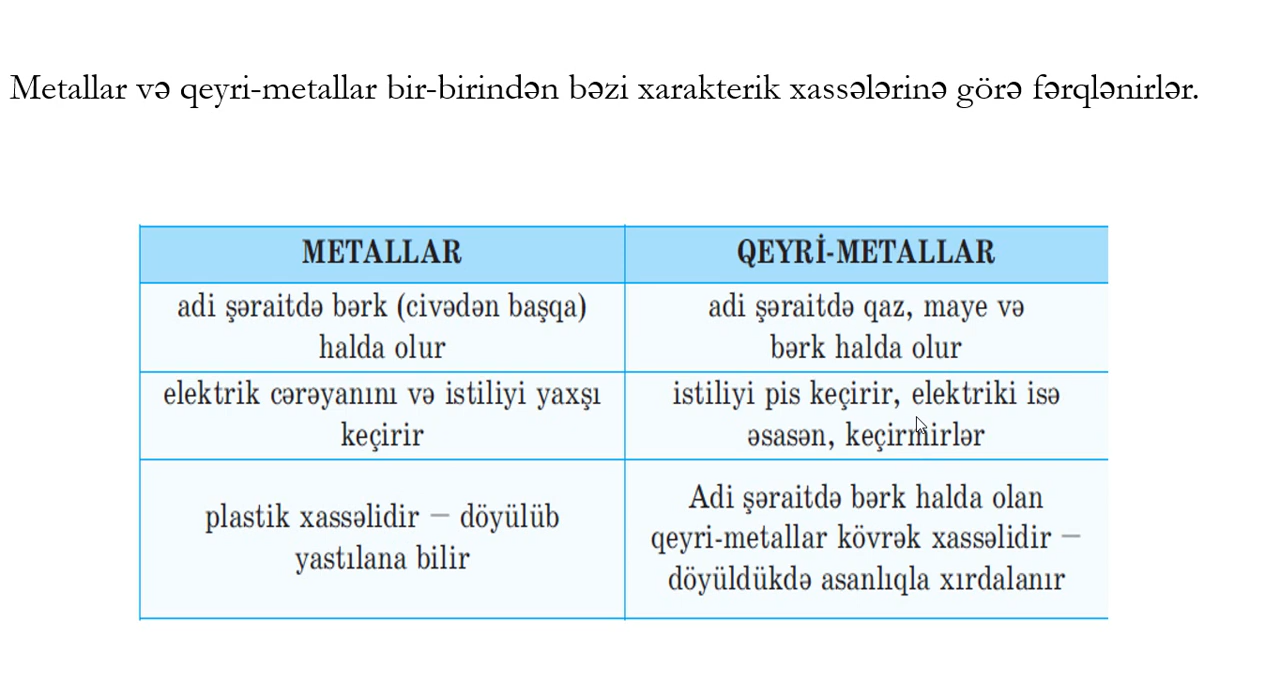 Metallar və qeyri-metallar bir-birindən bəzi xarakterik xassələrinə görə fərqlənirlər.
METALLAR
QEYRİ-METALLAR
adi şəraitdə bərk (civədən başqa)
halda olur
adi şəraitdə qaz, maye və
bərk halda olur
elektrik cərəyanını və istiliyi yaxşı
keçirir
istiliyi pis keçirir, elektriki isə
əsasən, keçirmirlər
plastik xassəlidir — döyülüb
yastılana bilir
Adi şəraitdə bərk halda olan
qeyri-metallar kövrək xassəlidir —
döyüldükdə asanlıqla xırdalanır